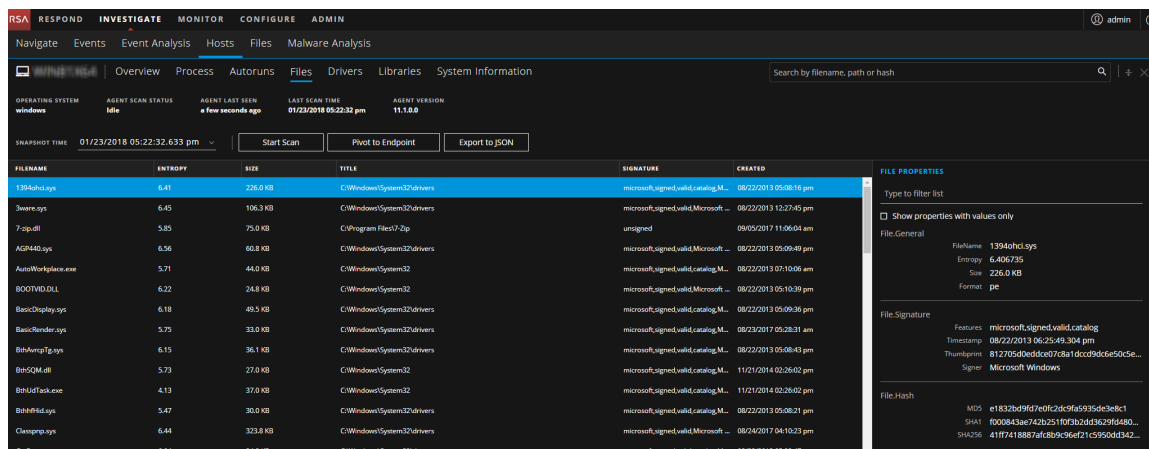 RSA RESPOND INVESTIGATE MONITOR CONFIGURE ADMIN admin
Navigate Events Event Analysis Hosts Files Malware Analysis
Overview Process Autoruns Files Drivers Libraries System Information Search by filename, path or hash
OPERATING SYSTEM AGENT SCAN STATUS AGENT LAST SEEN LAST SCAN TIME AGENT VERSION
windows Idle a few seconds ago 01/23/2018 05:22:32 pm 11.1.0.0
SNAPSHOT TIME 01/23/2018 05:22:32.633 pm Start Scan Pivot to Endpoint Export to JSON
FILENAME ENTROPY SIZE TITLE SIGNATURE CREATED
1394ohci.sys 6.41 226.0 KB C:\Windows\System32\drivers microsoft,signed,valid,catalog,M... 08/22/2013 05:08:16 pm
3ware.sys 6.45 106.3 KB C:\Windows\System32\drivers microsoft,signed,valid,Microsoft ... 08/22/2013 12:27:45 pm
7-zip.dll 5.85 75.0 KB C:\Program Files\7-Zip unsigned 09/05/2017 11:06:04 am
AGP440.sys 6.56 60.8 KB C:\Windows\System32\drivers microsoft,signed,valid,Microsoft ... 08/22/2013 05:09:49 pm
AutoWorkplace.exe 5.71 44.0 KB C:\Windows\System32 microsoft,signed,valid,catalog,M... 08/22/2013 07:10:06 am
BOOTVID.DLL 6.22 24.8 KB C:\Windows\System32 microsoft,signed,valid,Microsoft ... 08/22/2013 05:10:39 pm
BasicDisplay.sys 6.18 49.5 KB C:\Windows\System32\drivers microsoft,signed,valid,catalog,M... 08/22/2013 05:09:36 pm
BasicRender.sys 5.75 33.0 KB C:\Windows\System32\drivers microsoft,signed,valid,catalog,M... 08/23/2017 05:28:31 am
BthAvrcpTg.sys 6.15 36.1 KB C:\Windows\System32\drivers microsoft,signed,valid,catalog,M... 08/22/2013 05:08:43 pm
BthSQM.dll 5.73 27.0 KB C:\Windows\System32 microsoft,signed,valid,catalog,M... 11/21/2014 02:26:02 pm
BthUdTask.exe 4.13 37.0 KB C:\Windows\System32 microsoft,signed,valid,catalog,M... 11/21/2014 02:26:02 pm
BthhfHid.sys 5.47 30.0 KB C:\Windows\System32\drivers microsoft,signed,valid,catalog,M... 08/22/2013 05:08:21 pm
Classpnp.sys 6.44 323.8 KB C:\Windows\System32\drivers microsoft,signed,valid,Microsoft ... 08/24/2017 04:10:23 pm
FILE PROPERTIES
Type to filter list
Show properties with values only
File.General
FileName 1394ohci.sys
Entropy 6.406735
Size 226.0 KB
Format pe
File.Signature
Features microsoft,signed,valid,catalog
Timestamp 08/22/2013 06:25:49.304 pm
Thumbprint 812705d0eddce07c8a1dccd9dc6e50c5e...
Signer Microsoft Windows
File.Hash
MD5 e1832bd9fd7e0fc2dc9fa5935de3e8c1
SHA1 f000843ae742b251f0f3b2dd3629fd480...
SHA256 41ff7418887afc8b9c96ef21c5950dd342...